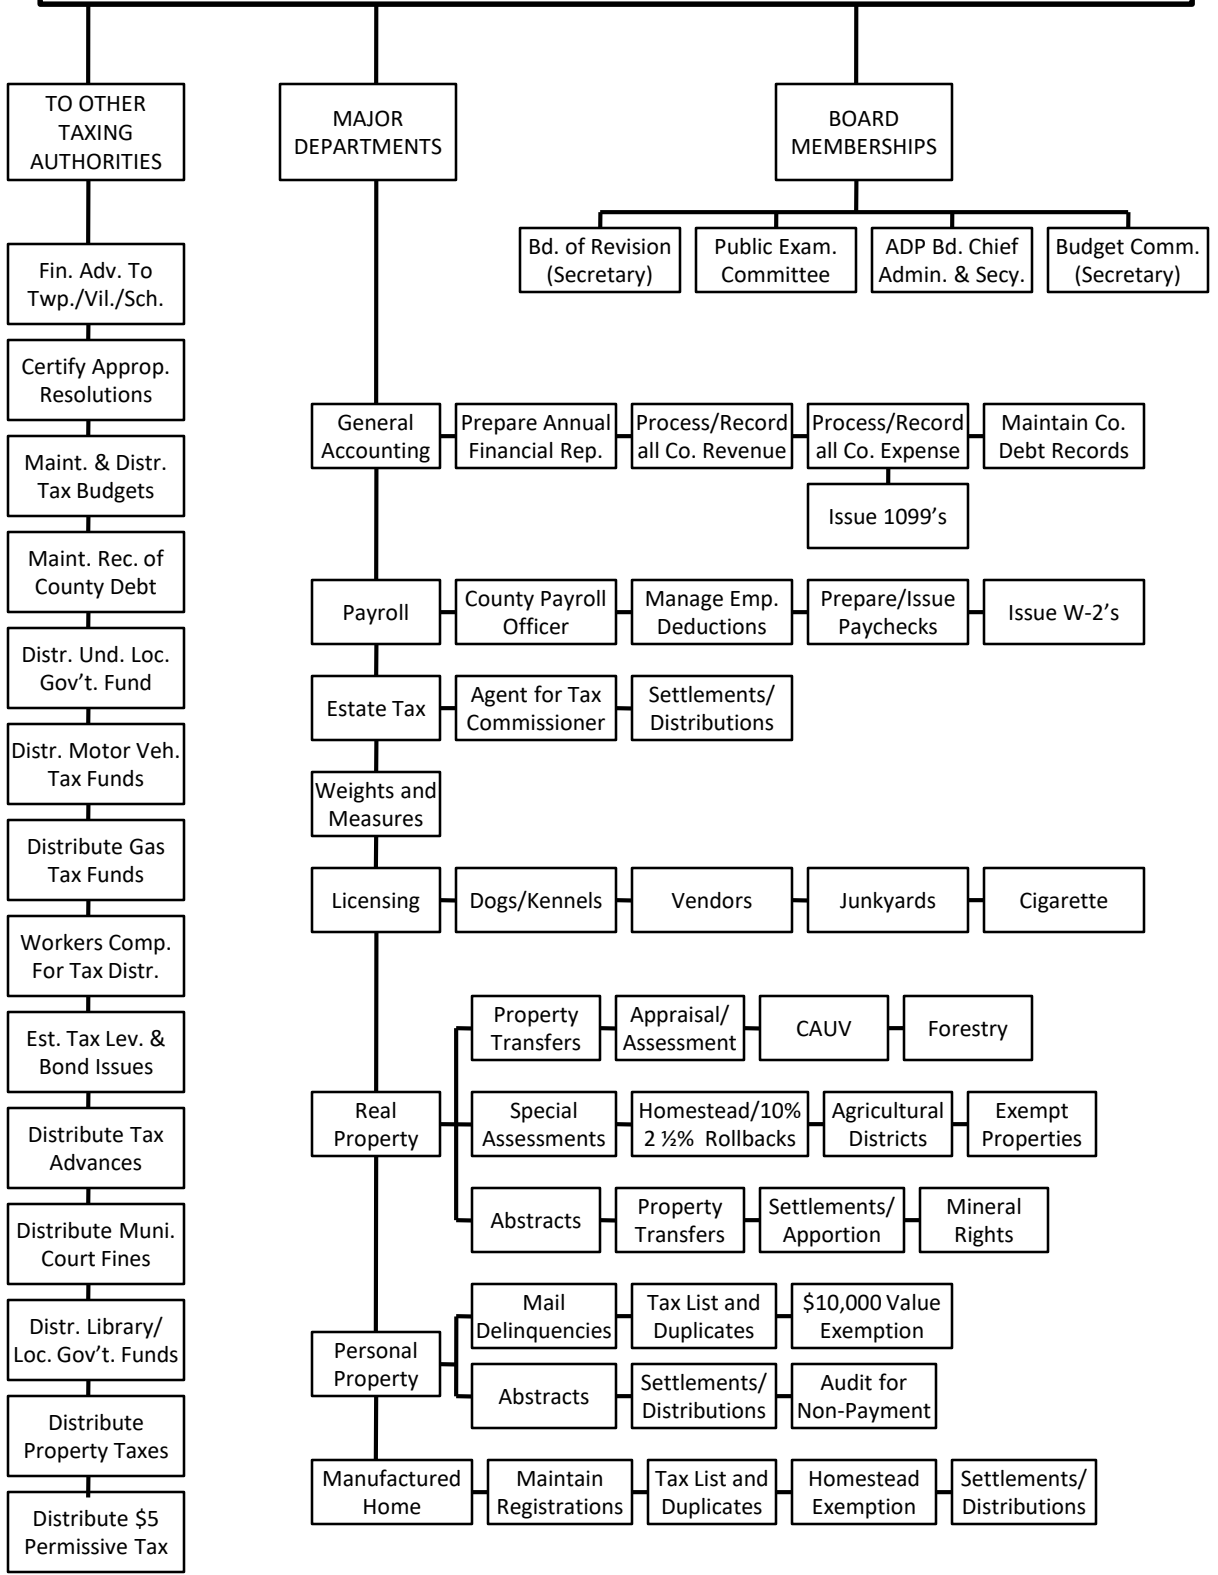 TO OTHER
TAXING
AUTHORITIES
MAJOR
DEPARTMENTS
BOARD
MEMBERSHIPS
Bd. of Revision
(Secretary)
Public Exam.
Committee
ADP Bd. Chief
Admin. & Secy.
Budget Comm.
(Secretary)
Fin. Adv. To
Twp./Vil./Sch.
Certify Approp.
Resolutions
Maint. & Distr.
Tax Budgets
Maint. Rec. of
County Debt
Distr. Und. Loc.
Gov’t. Fund
Distr. Motor Veh.
Tax Funds
Distribute Gas
Tax Funds
Workers Comp.
For Tax Distr.
Est. Tax Lev. &
Bond Issues
Distribute Tax
Advances
Distribute Muni.
Court Fines
Distr. Library/
Loc. Gov’t. Funds
Distribute
Property Taxes
Distribute $5
Permissive Tax
General
Accounting
Prepare Annual
Financial Rep.
Process/Record
all Co. Revenue
Process/Record
all Co. Expense
Maintain Co.
Debt Records
Issue 1099’s
Payroll
County Payroll
Officer
Manage Emp.
Deductions
Prepare/Issue
Paychecks
Issue W-2’s
Estate Tax
Agent for Tax
Commissioner
Settlements/
Distributions
Weights and
Measures
Licensing
Dogs/Kennels
Vendors
Junkyards
Cigarette
Real
Property
Property
Transfers
Appraisal/
Assessment
CAUV
Forestry
Special
Assessments
Homestead/10%
2 ½% Rollbacks
Agricultural
Districts
Exempt
Properties
Abstracts
Property
Transfers
Settlements/
Apportion
Mineral
Rights
Personal
Property
Mail
Delinquencies
Tax List and
Duplicates
$10,000 Value
Exemption
Abstracts
Settlements/
Distributions
Audit for
Non-Payment
Manufactured
Home
Maintain
Registrations
Tax List and
Duplicates
Homestead
Exemption
Settlements/
Distributions